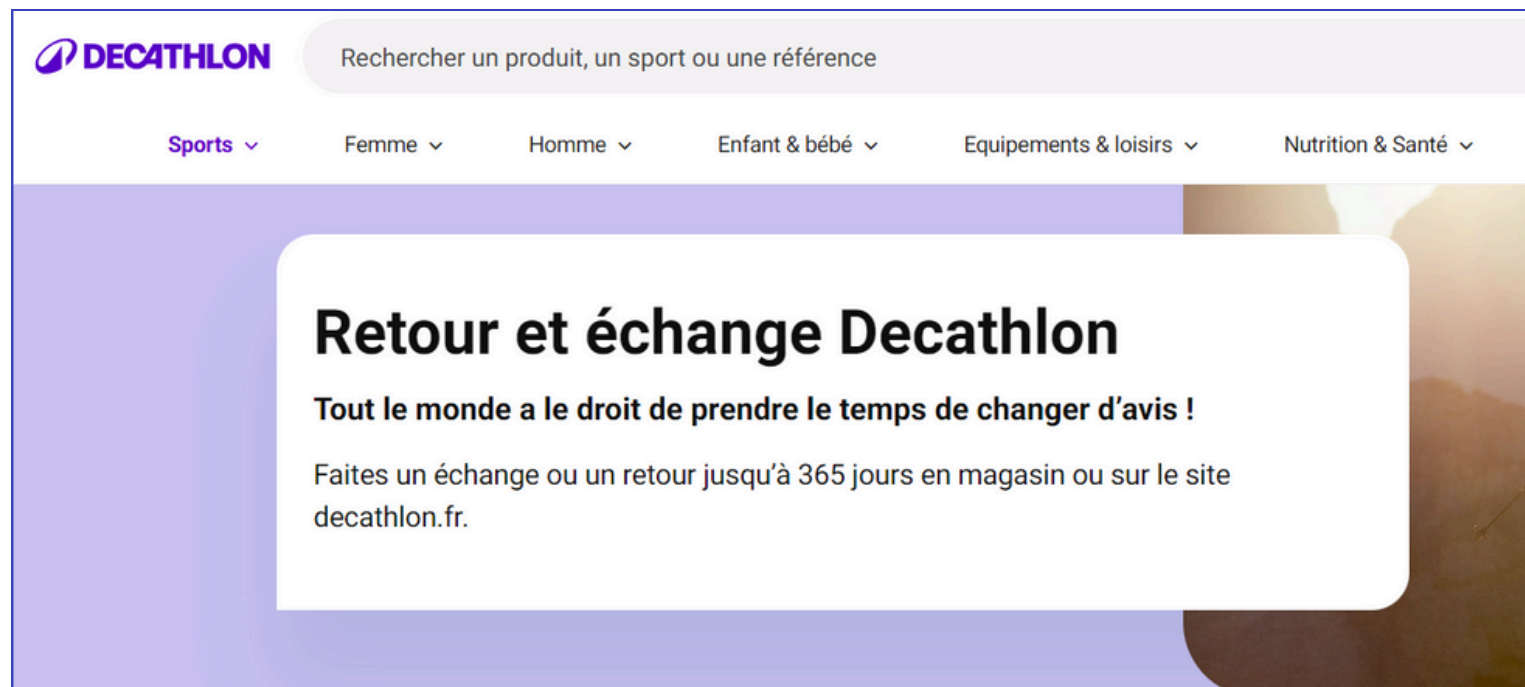 DECATHLON
Rechercher un produit, un sport ou une référence
Sports
Femme
Homme
Enfant & bébé
Equipements & loisirs
Nutrition & Santé
Retour et échange Decathlon
Tout le monde a le droit de prendre le temps de changer d’avis !
Faites un échange ou un retour jusqu’à 365 jours en magasin ou sur le site
decathlon.fr.